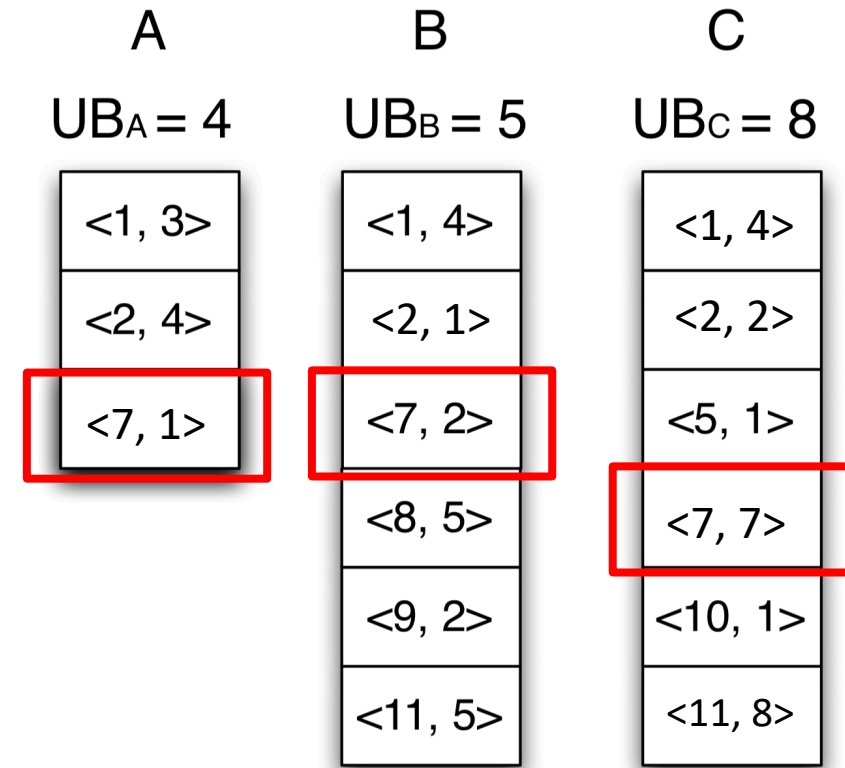 A B C
UBA = 4 UBB = 5 UBC = 8
<1, 3> <1, 4> <1, 4>
<2, 4> <2, 1> <2, 2>
<7, 1> <7, 2> <5, 1>
<8, 5> <7, 7>
<9, 2> <10, 1>
<11, 5> <11, 8>